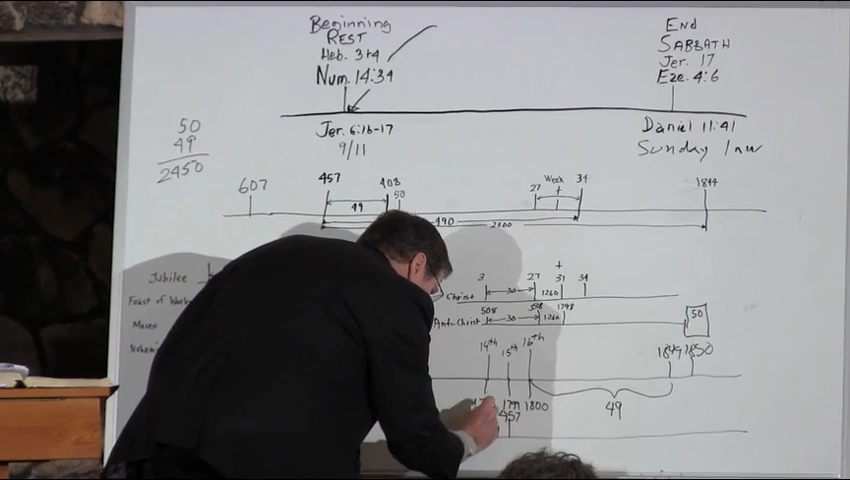 Beginning
REST
Heb. 3+4
Num. 14:34
End
SABBATH
Jer. 17
Eze. 4:6
Jer. 6:16-17
9/11
Daniel 11:41
Sunday law
50
49
2450
607
457
408
50
27
Week
34
1844
49
490
2300
Jubilee
Feast of
Moses
3
27
31
34
Christ
30
1260
508
538
1798
Anti-Christ
30
1260
50
14th
15th
16th
1849
1850
1799
1800
49
457